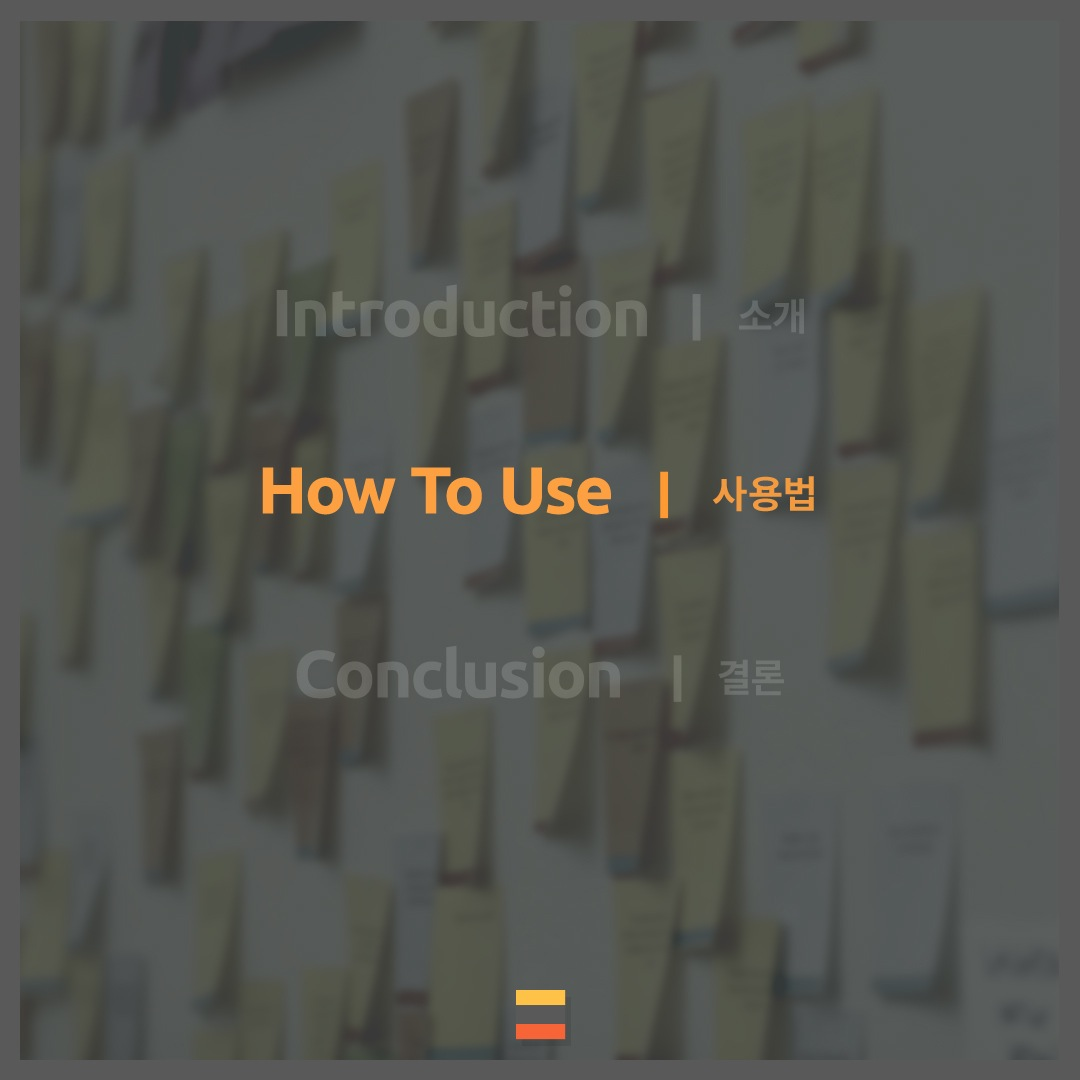 Introduction | 소개
How To Use | 사용법
Conclusion | 결론